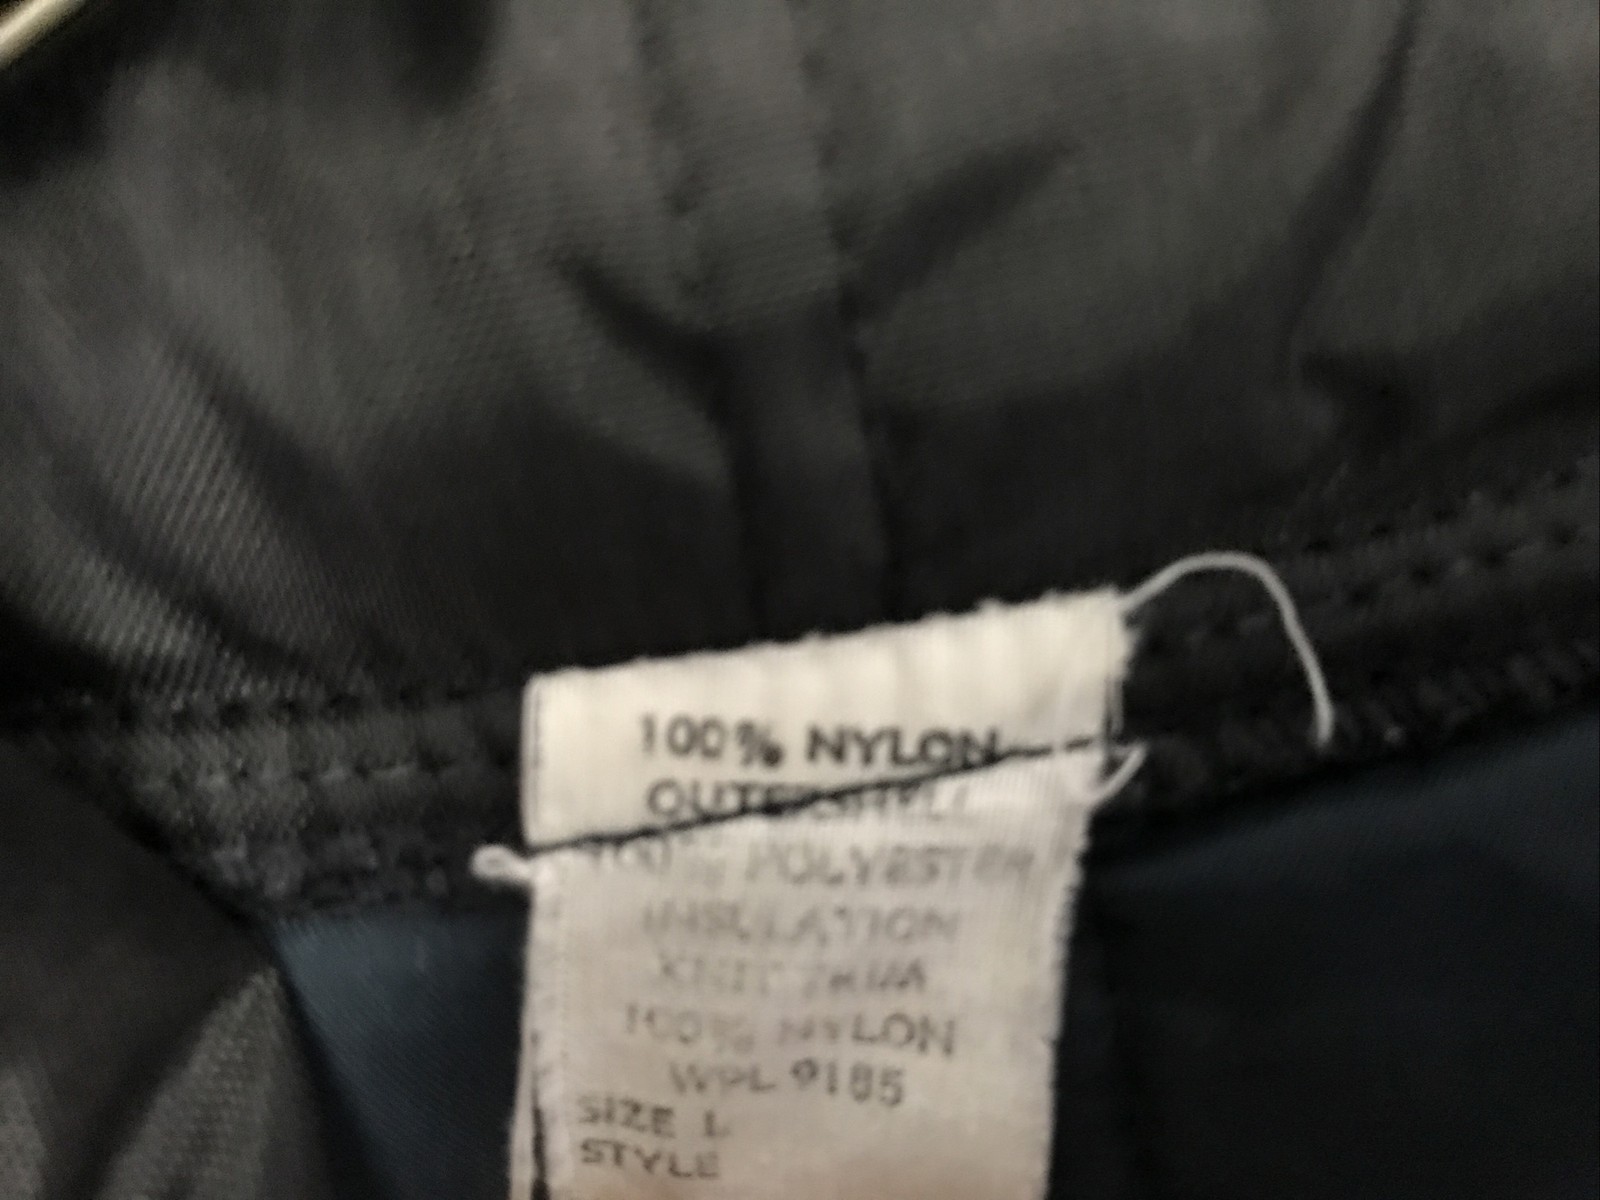 100% NYLON
OUTERSHELL
100% POLYESTER
INSULATION
KNIT TRIM
100% NYLON
WPL 9185
SIZE L
STYLE